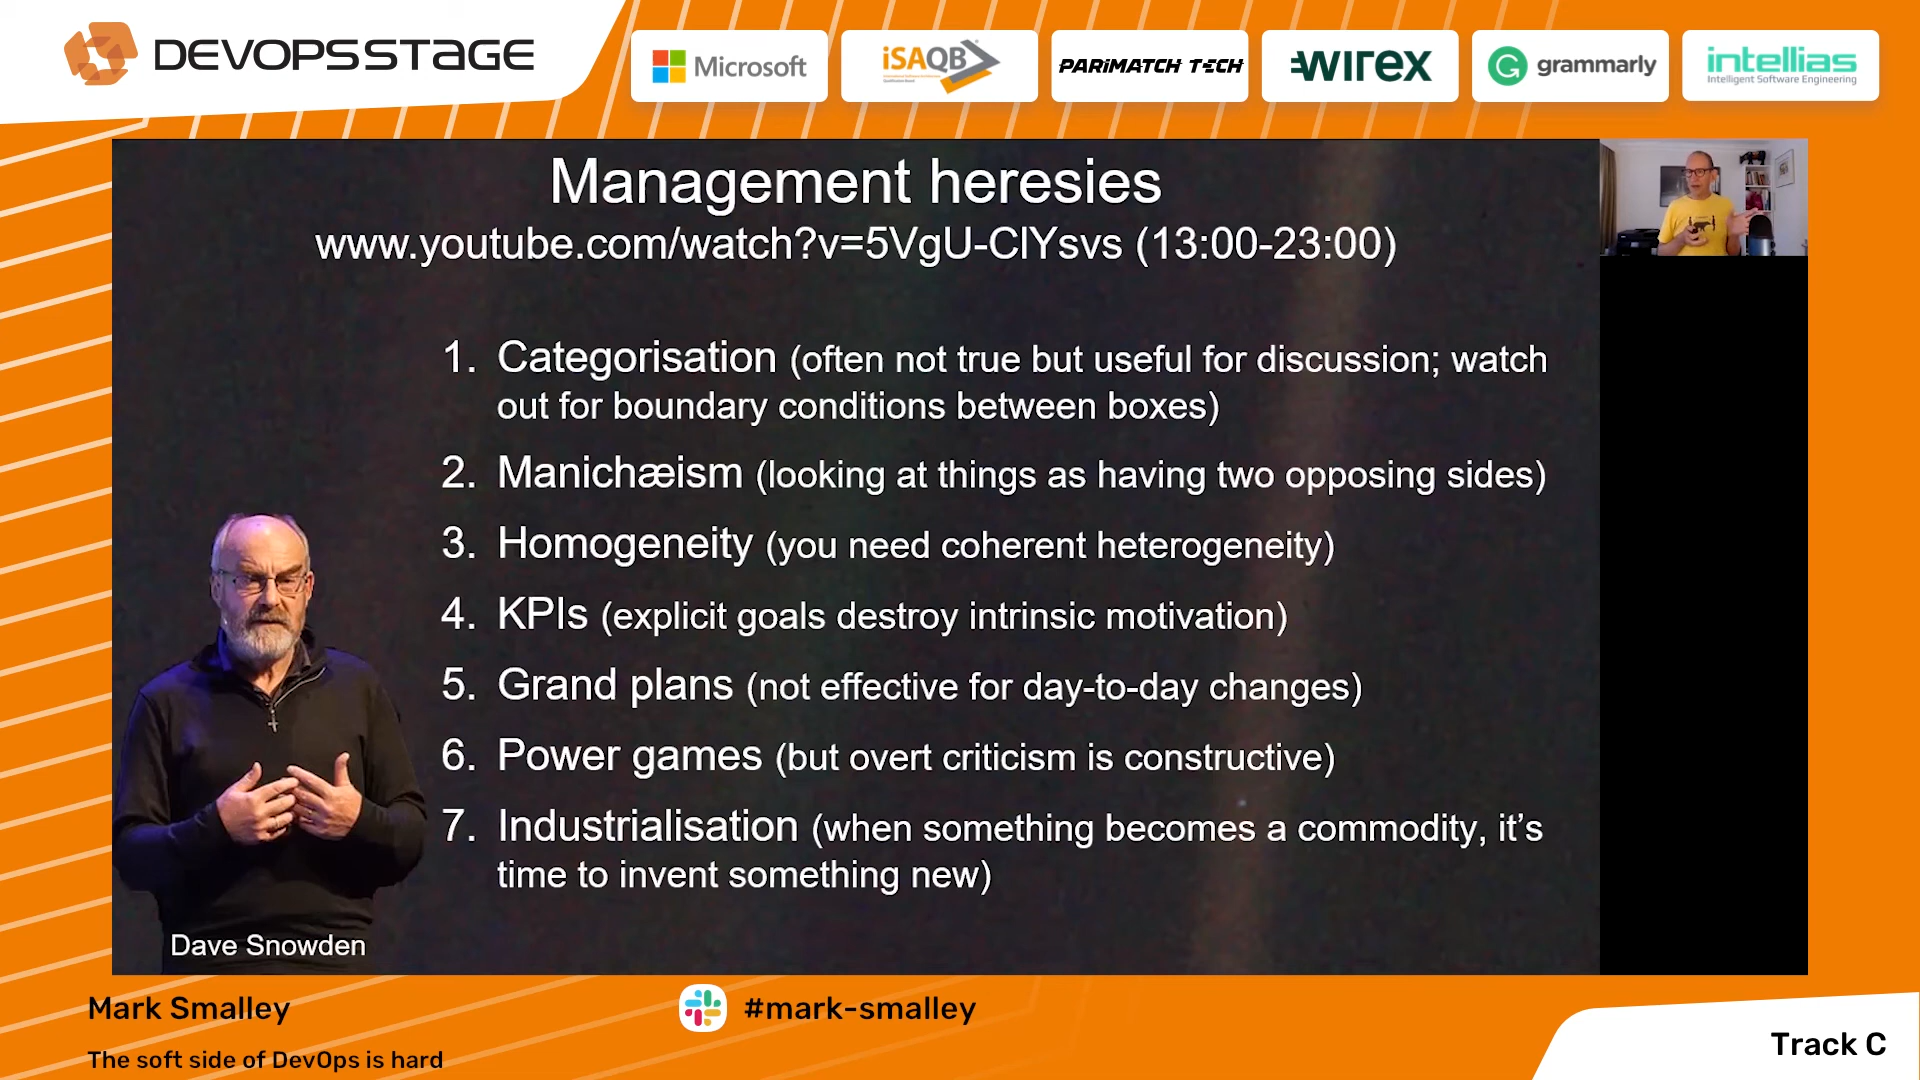 DEVOPSSTAGE
Microsoft
iSAQB
PARIMATCH TECH
WIREX
grammarly
intellias
Intelligent Software Engineering
Management heresies
www.youtube.com/watch?v=5VgU-ClYsvs (13:00-23:00)
1. Categorisation (often not true but useful for discussion; watch
out for boundary conditions between boxes)
2. Manichæism (looking at things as having two opposing sides)
3. Homogeneity (you need coherent heterogeneity)
4. KPIs (explicit goals destroy intrinsic motivation)
5. Grand plans (not effective for day-to-day changes)
6. Power games (but overt criticism is constructive)
7. Industrialisation (when something becomes a commodity, it’s
time to invent something new)
Dave Snowden
Mark Smalley
#mark-smalley
The soft side of DevOps is hard
Track C